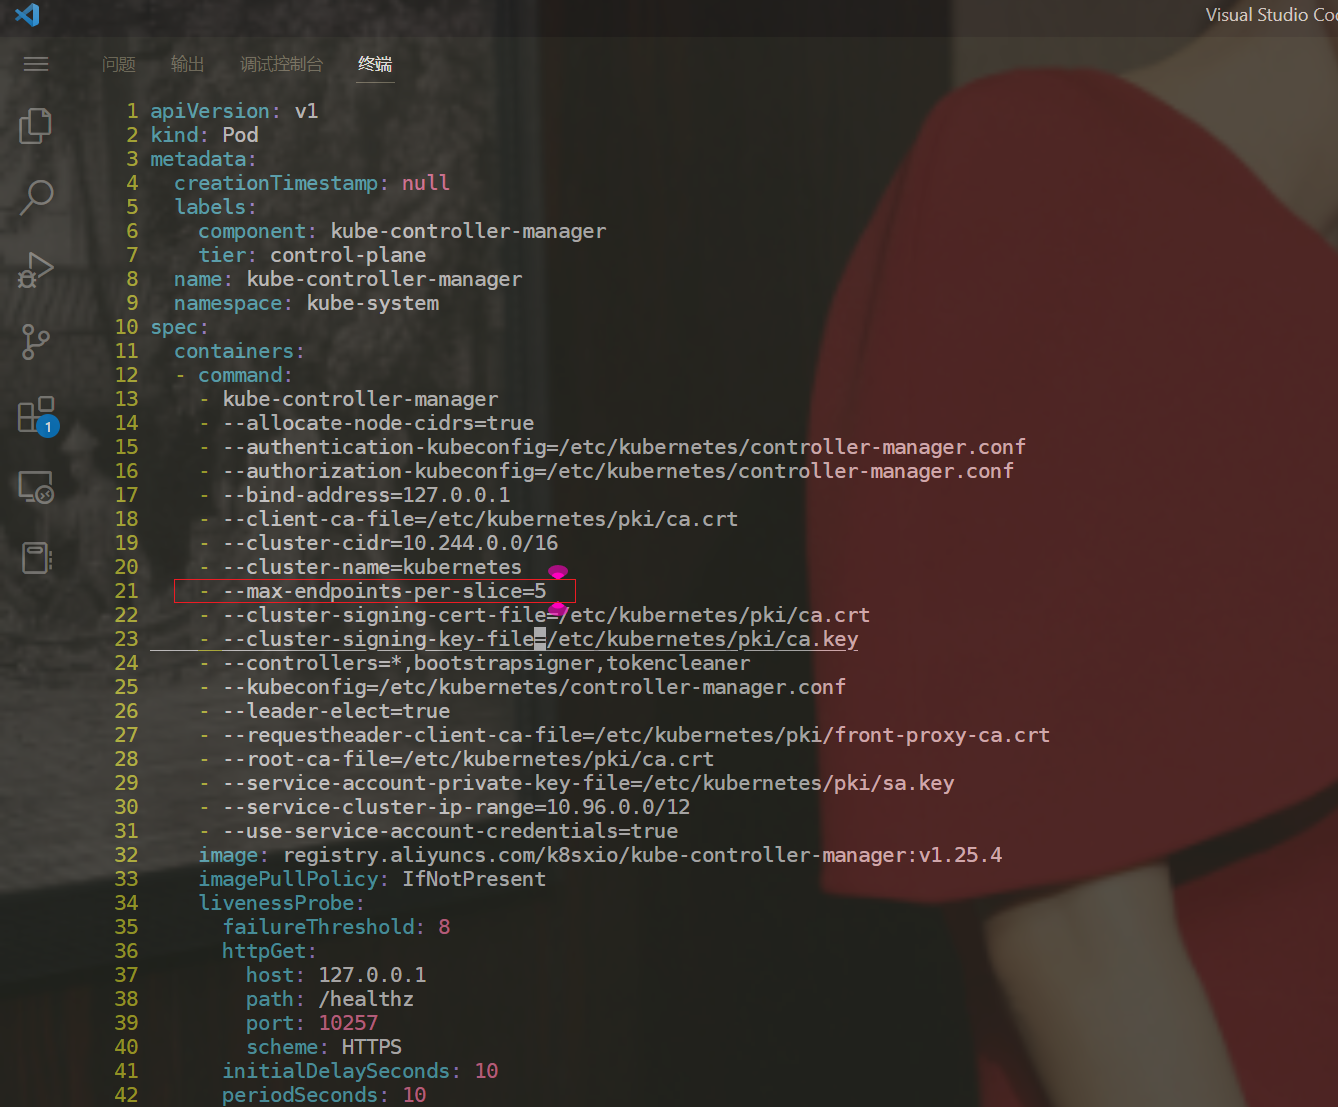 Visual Studio Co
问题 输出 调试控制台 终端
1 apiVersion: v1
2 kind: Pod
3 metadata:
4   creationTimestamp: null
5   labels:
6     component: kube-controller-manager
7     tier: control-plane
8   name: kube-controller-manager
9   namespace: kube-system
10 spec:
11   containers:
12   - command:
13     - kube-controller-manager
14     - --allocate-node-cidrs=true
15     - --authentication-kubeconfig=/etc/kubernetes/controller-manager.conf
16     - --authorization-kubeconfig=/etc/kubernetes/controller-manager.conf
17     - --bind-address=127.0.0.1
18     - --client-ca-file=/etc/kubernetes/pki/ca.crt
19     - --cluster-cidr=10.244.0.0/16
20     - --cluster-name=kubernetes
21     - --max-endpoints-per-slice=5
22     - --cluster-signing-cert-file=/etc/kubernetes/pki/ca.crt
23     - --cluster-signing-key-file=/etc/kubernetes/pki/ca.key
24     - --controllers=*,bootstrapsigner,tokencleaner
25     - --kubeconfig=/etc/kubernetes/controller-manager.conf
26     - --leader-elect=true
27     - --requestheader-client-ca-file=/etc/kubernetes/pki/front-proxy-ca.crt
28     - --root-ca-file=/etc/kubernetes/pki/ca.crt
29     - --service-account-private-key-file=/etc/kubernetes/pki/sa.key
30     - --service-cluster-ip-range=10.96.0.0/12
31     - --use-service-account-credentials=true
32     image: registry.aliyuncs.com/k8sxio/kube-controller-manager:v1.25.4
33     imagePullPolicy: IfNotPresent
34     livenessProbe:
35       failureThreshold: 8
36       httpGet:
37         host: 127.0.0.1
38         path: /healthz
39         port: 10257
40         scheme: HTTPS
41       initialDelaySeconds: 10
42       periodSeconds: 10
1